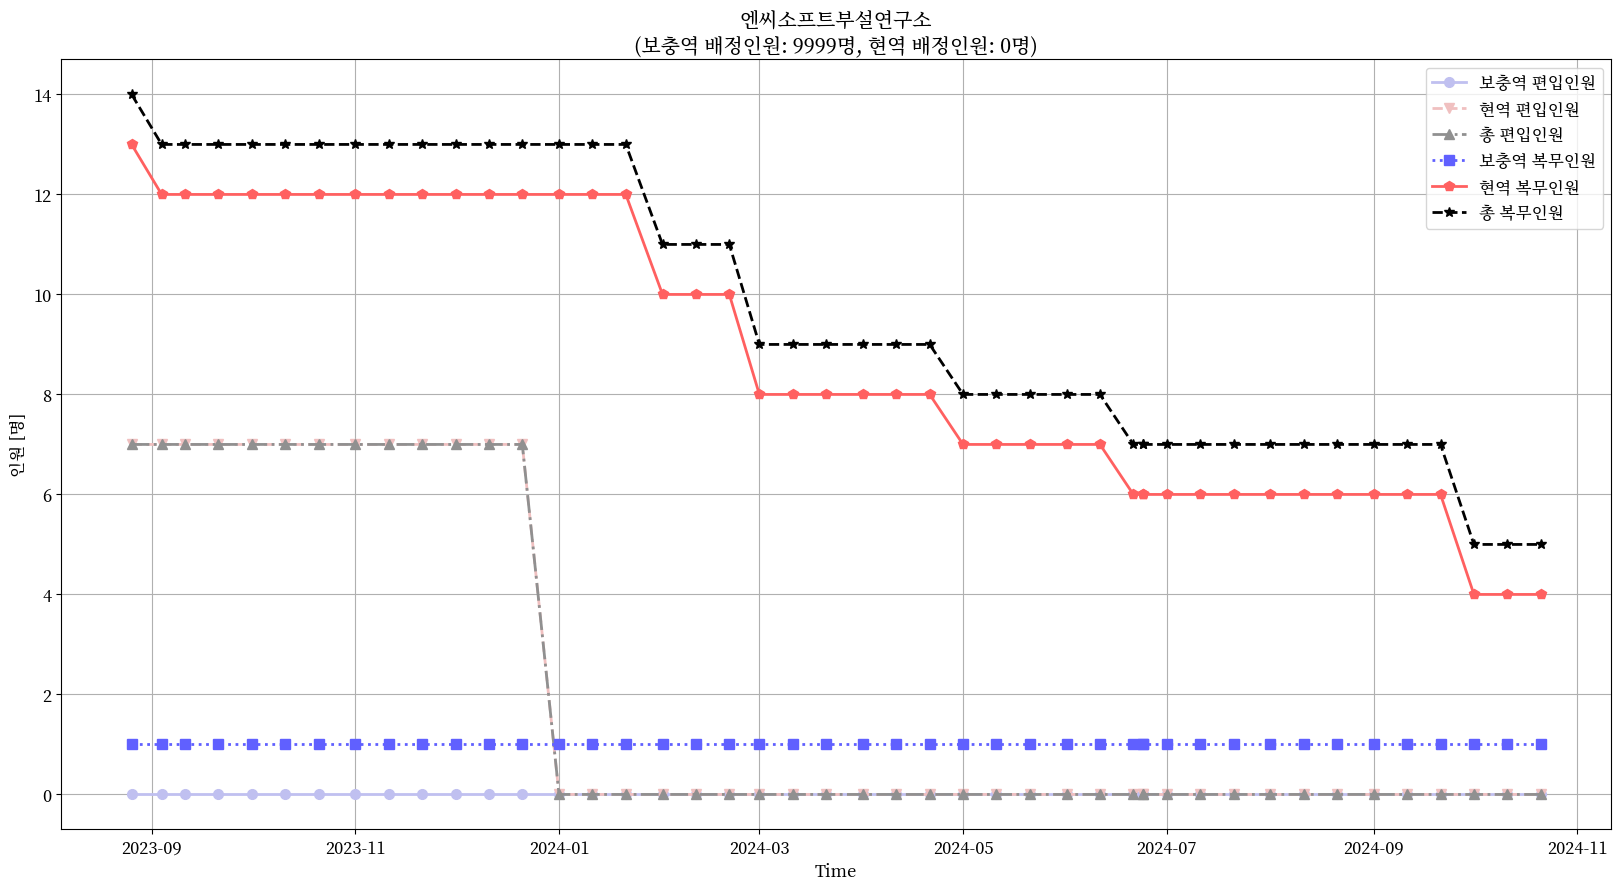 엔씨소프트부설연구소
(보충역 배정인원: 9999명, 현역 배정인원: 0명)
보충역 편입인원
현역 편입인원
총 편입인원
보충역 복무인원
현역 복무인원
총 복무인원
인원 [명]
14
12
10
8
6
4
2
0
2023-09
2023-11
2024-01
2024-03
2024-05
2024-07
2024-09
2024-11
Time